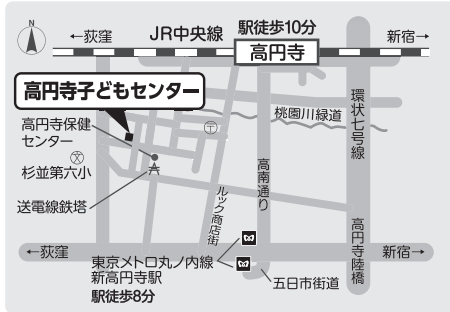 N
←荻窪
JR中央線
駅徒歩10分
高円寺
新宿→
高円寺子どもセンター
高円寺保健
センター
文
杉並第六小
送電線鉄塔
〒
桃園川緑道
環状七号線
高南通り
ルック商店街
高円寺陸橋
←荻窪
東京メトロ丸ノ内線
新高円寺駅
駅徒歩8分
五日市街道
新宿→